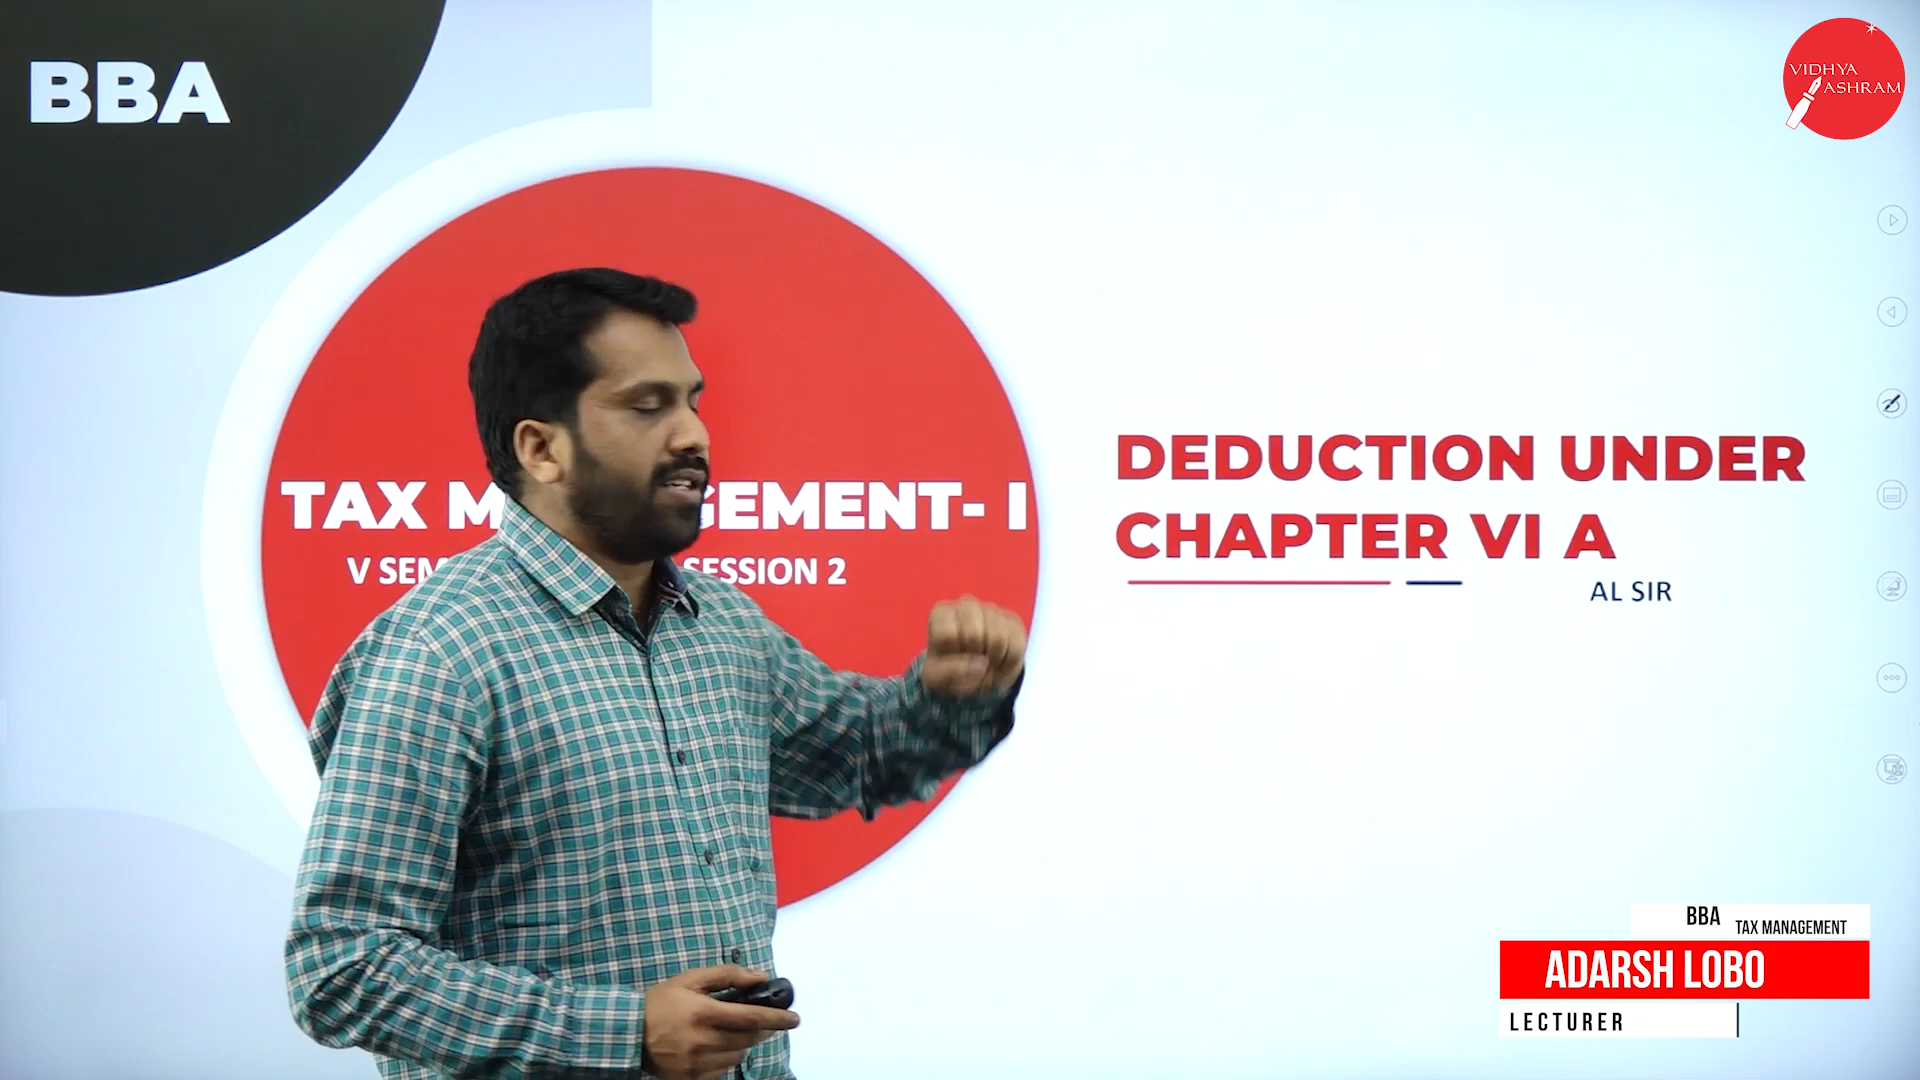 BBA
VIDHYA
ASHRAM
TAX M GEMENT- I
V SEM SESSION 2
DEDUCTION UNDER
CHAPTER VI A
AL SIR
BBA TAX MANAGEMENT
ADARSH LOBO
LECTURER